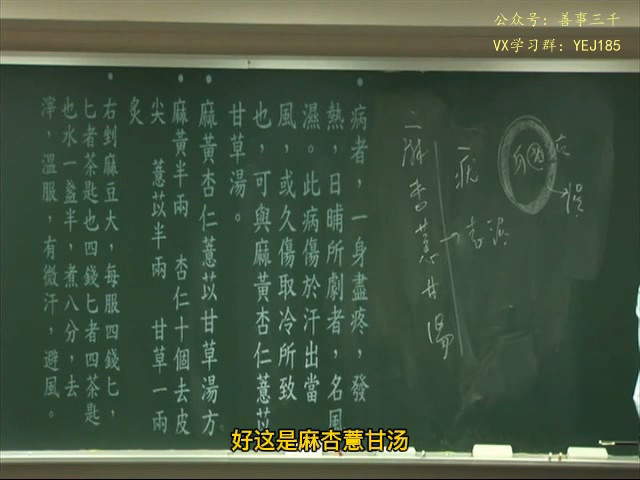 公众号：善事三千
VX学习群：YEJ185
病者，一身盡疼，發
熱，日晡所劇者，名風
濕。此病傷於汗出當
風，或久傷取冷所致
也，可與麻黃杏仁薏苡
甘草湯。
麻黃杏仁薏苡以甘草湯方
麻黃半兩　杏仁十個去皮
尖　薏苡半兩　甘草一兩
炙
右剉麻豆大，每服四錢匕，
匕者茶匙也四錢匕者四茶匙
也水一盞半，煮八分，去
滓，溫服，有微汗，避風。
麻杏薏甘湯
去濕
好这是麻杏薏甘汤